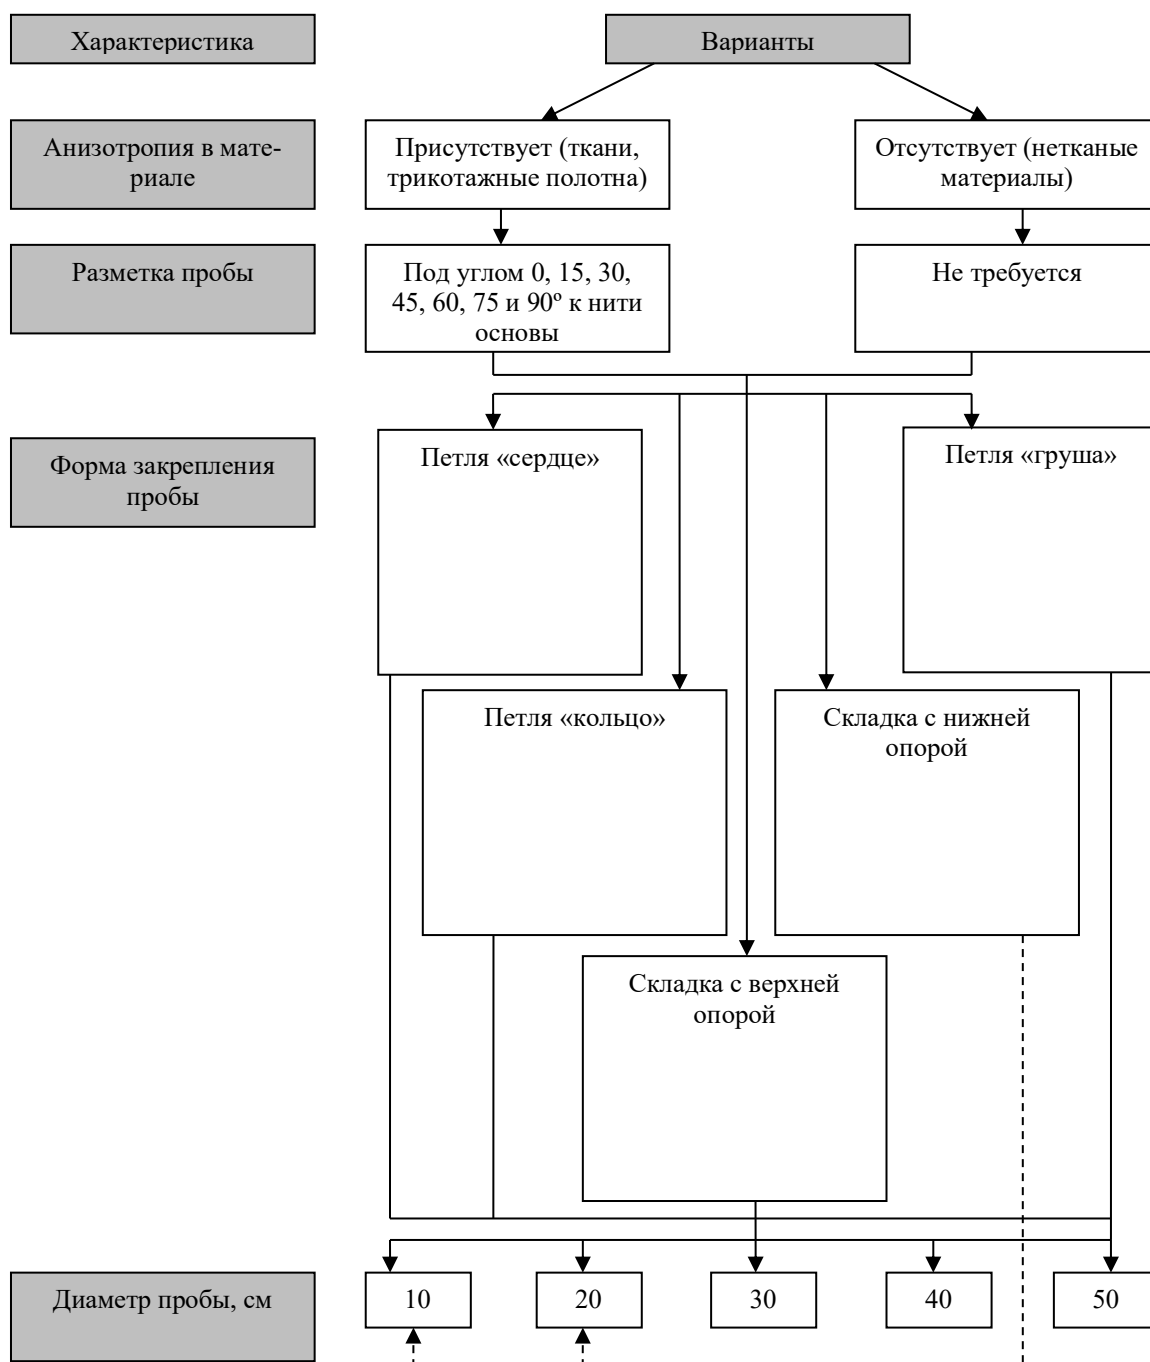 Характеристика
Варианты
Анизотропия в мате-
риале
Присутствует (ткани,
трикотажные полотна)
Отсутствует (нетканые
материалы)
Разметка пробы
Под углом 0, 15, 30,
45, 60, 75 и 90º к нити
основы
Не требуется
Форма закрепления
пробы
Петля «сердце»
Петля «груша»
Петля «кольцо»
Складка с нижней
опорой
Складка с верхней
опорой
Диаметр пробы, см
10
20
30
40
50